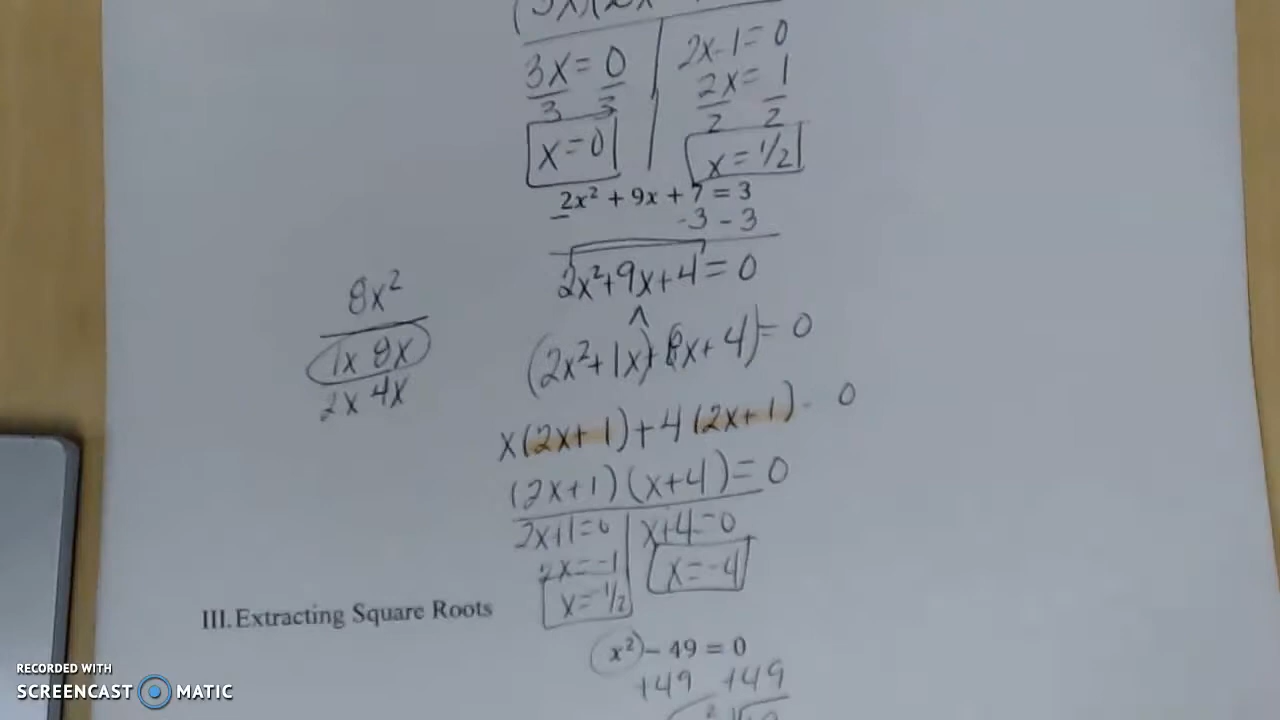 (3x)(2x
3x = 0 | 2x-1 = 0
3 3 2x = 1
2 2
x = 0 x = 1/2
2x² + 9x + 7 = 3
-3 - 3
2x²+9x+4 = 0
8x²
(2x²+1x)+(8x+4) = 0
1x 8x
2x 4x
x(2x+1)+4(2x+1) - 0
(2x+1)(x+4) = 0
2x+1=0 | x+4=0
2x=-1 x=-4
x=-1/2
III. Extracting Square Roots
x² - 49 = 0
+49 +49
RECORDED WITH
SCREENCAST MATIC